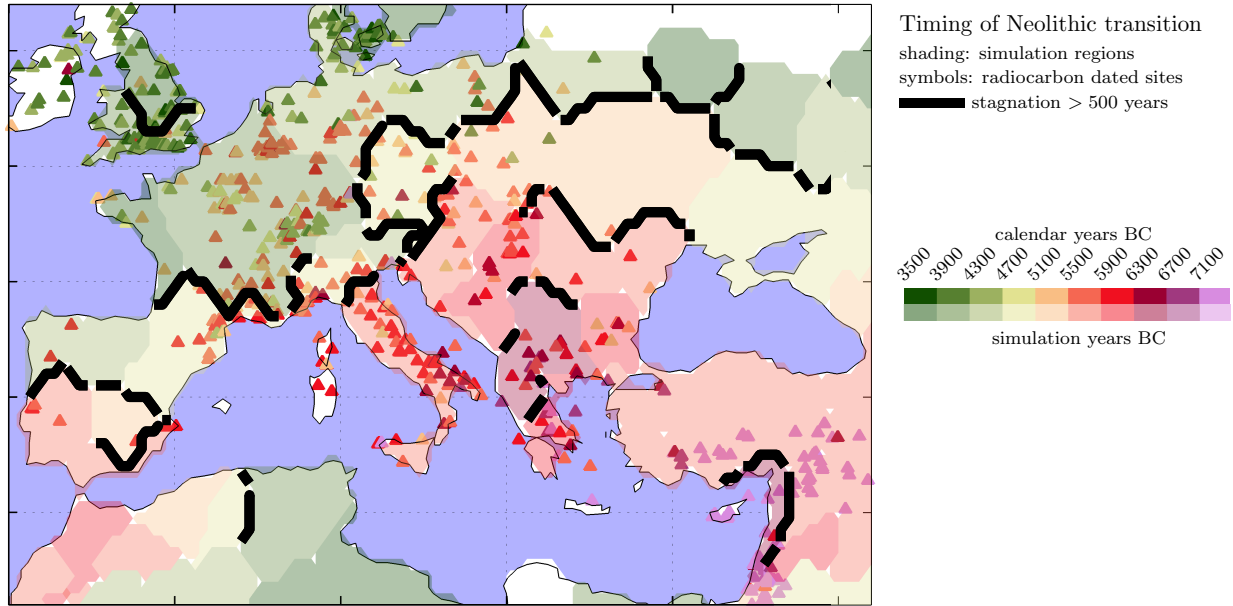 Timing of Neolithic transition
shading: simulation regions
symbols: radiocarbon dated sites
stagnation > 500 years
calendar years BC
3500 3900 4300 4700 5100 5500 5900 6300 6700 7100
simulation years BC